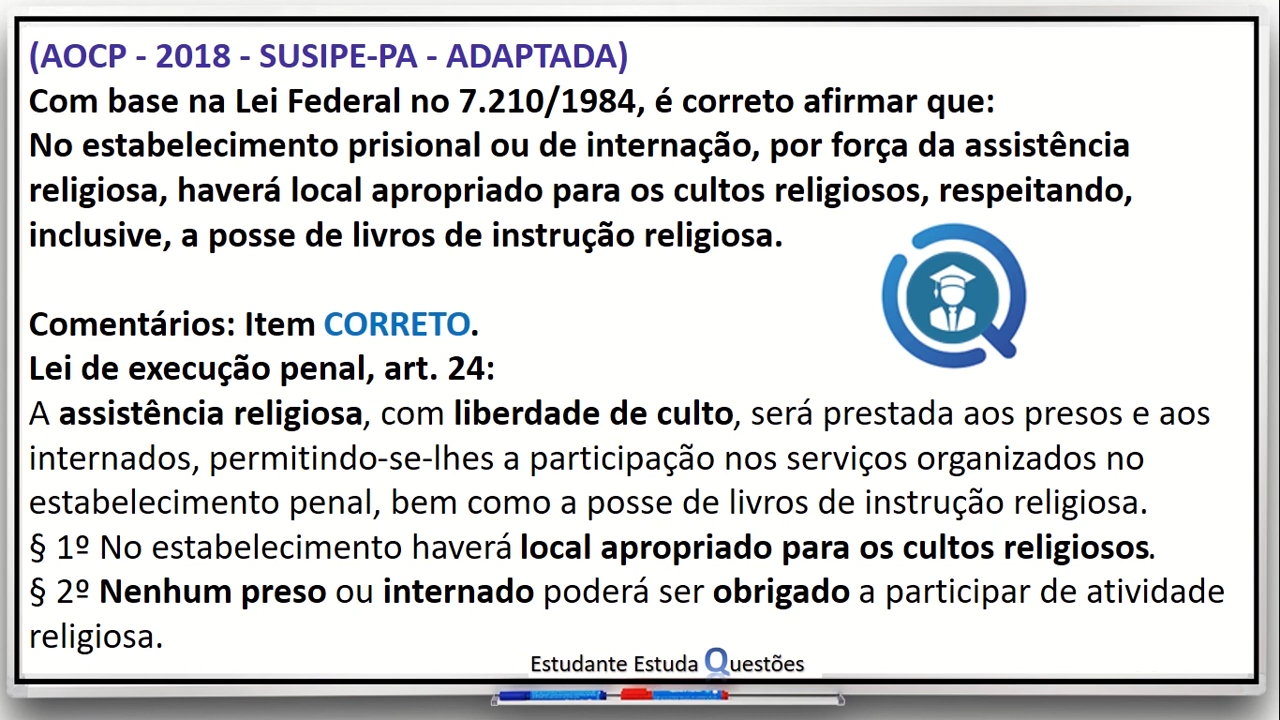 (AOCP - 2018 - SUSIPE-PA - ADAPTADA)
Com base na Lei Federal no 7.210/1984, é correto afirmar que:
No estabelecimento prisional ou de internação, por força da assistência
religiosa, haverá local apropriado para os cultos religiosos, respeitando,
inclusive, a posse de livros de instrução religiosa.
Comentários: Item CORRETO.
Lei de execução penal, art. 24:
A assistência religiosa, com liberdade de culto, será prestada aos presos e aos
internados, permitindo-se-lhes a participação nos serviços organizados no
estabelecimento penal, bem como a posse de livros de instrução religiosa.
§ 1º No estabelecimento haverá local apropriado para os cultos religiosos.
§ 2º Nenhum preso ou internado poderá ser obrigado a participar de atividade
religiosa.
Estudante Estuda Questões